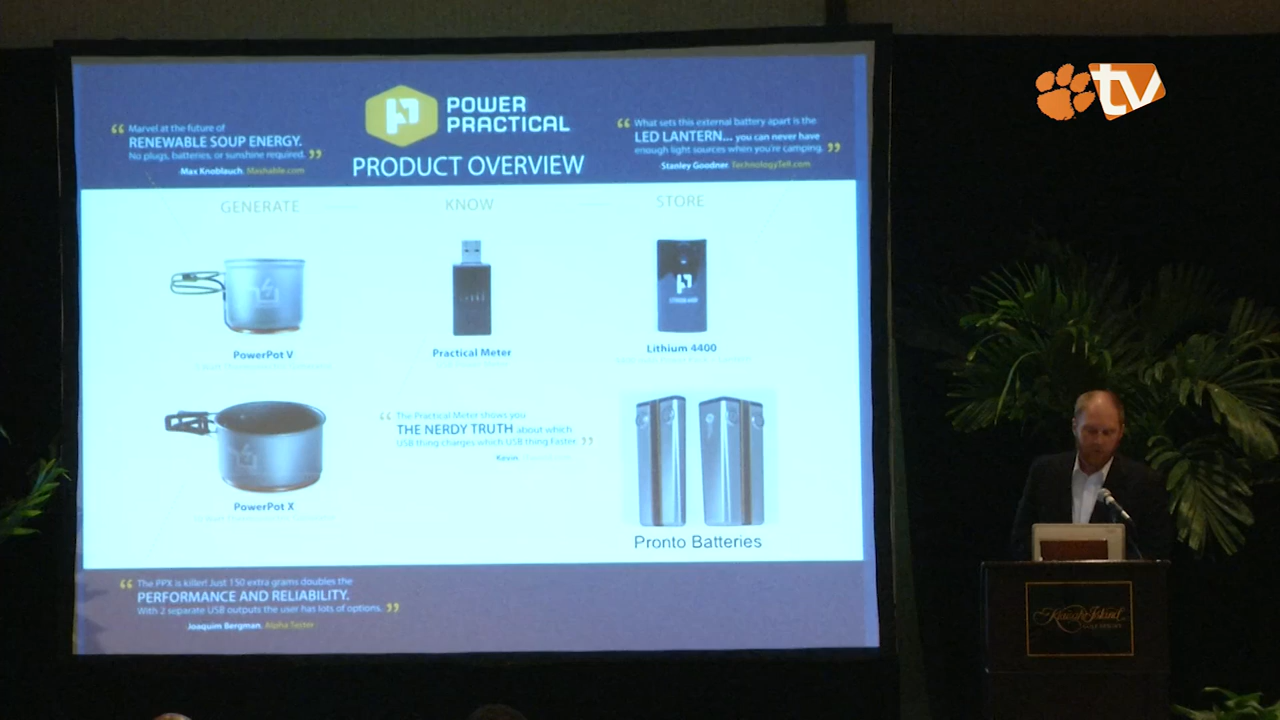 tv
POWER
PRACTICAL
PRODUCT OVERVIEW
“ Marvel at the future of
RENEWABLE SOUP ENERGY.
No plugs, batteries, or sunshine required. ”
Max Knoblauch, Mashable.com
“ What sets this external battery apart is the
LED LANTERN... you can never have
enough light sources when you're camping. ”
Stanley Goodner, TechnologyTell.com
GENERATE
KNOW
STORE
PowerPot V
Practical Meter
Lithium 4400
“ The Practical Meter shows you
THE NERDY TRUTH about which
USB thing charges which USB thing faster. ”
Kevin,
PowerPot X
Pronto Batteries
“ The PPX is killer! Just 150 extra grams doubles the
PERFORMANCE AND RELIABILITY.
With 2 separate USB outputs the user has lots of options. ”
Joaquim Bergman, Alpha Tester
Kiawah Island